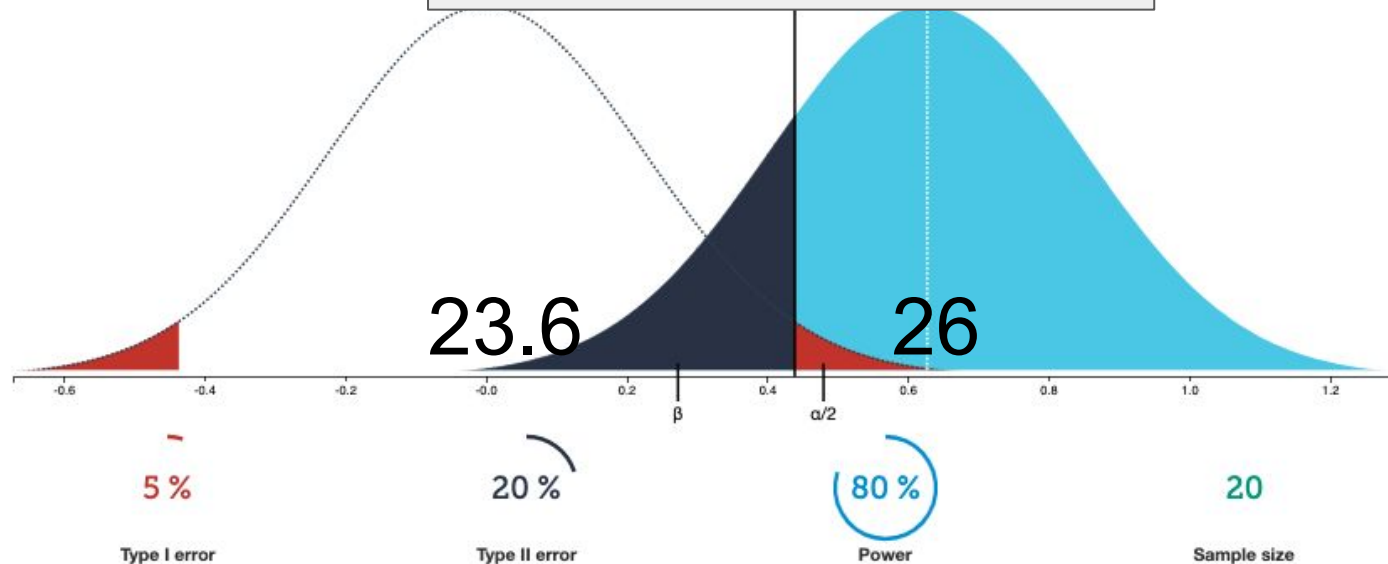 23.6 26
-0.6 -0.4 -0.2 -0.0 0.2 0.4 0.6 0.8 1.0 1.2
β α/2
5 % 20 % 80 % 20
Type I error Type II error Power Sample size